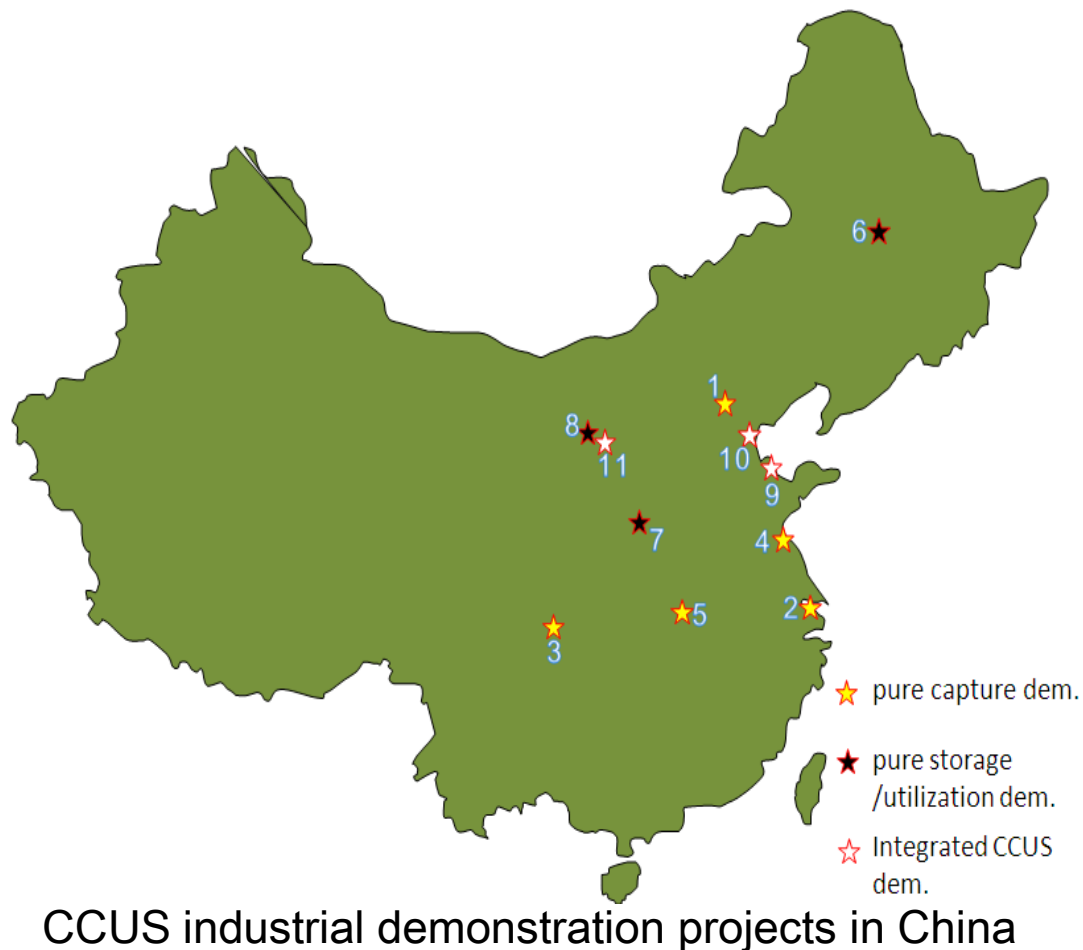 6
1
8
10
11
9
7
4
5
2
3
pure capture dem.
pure storage
/utilization dem.
Integrated CCUS
dem.
CCUS industrial demonstration projects in China